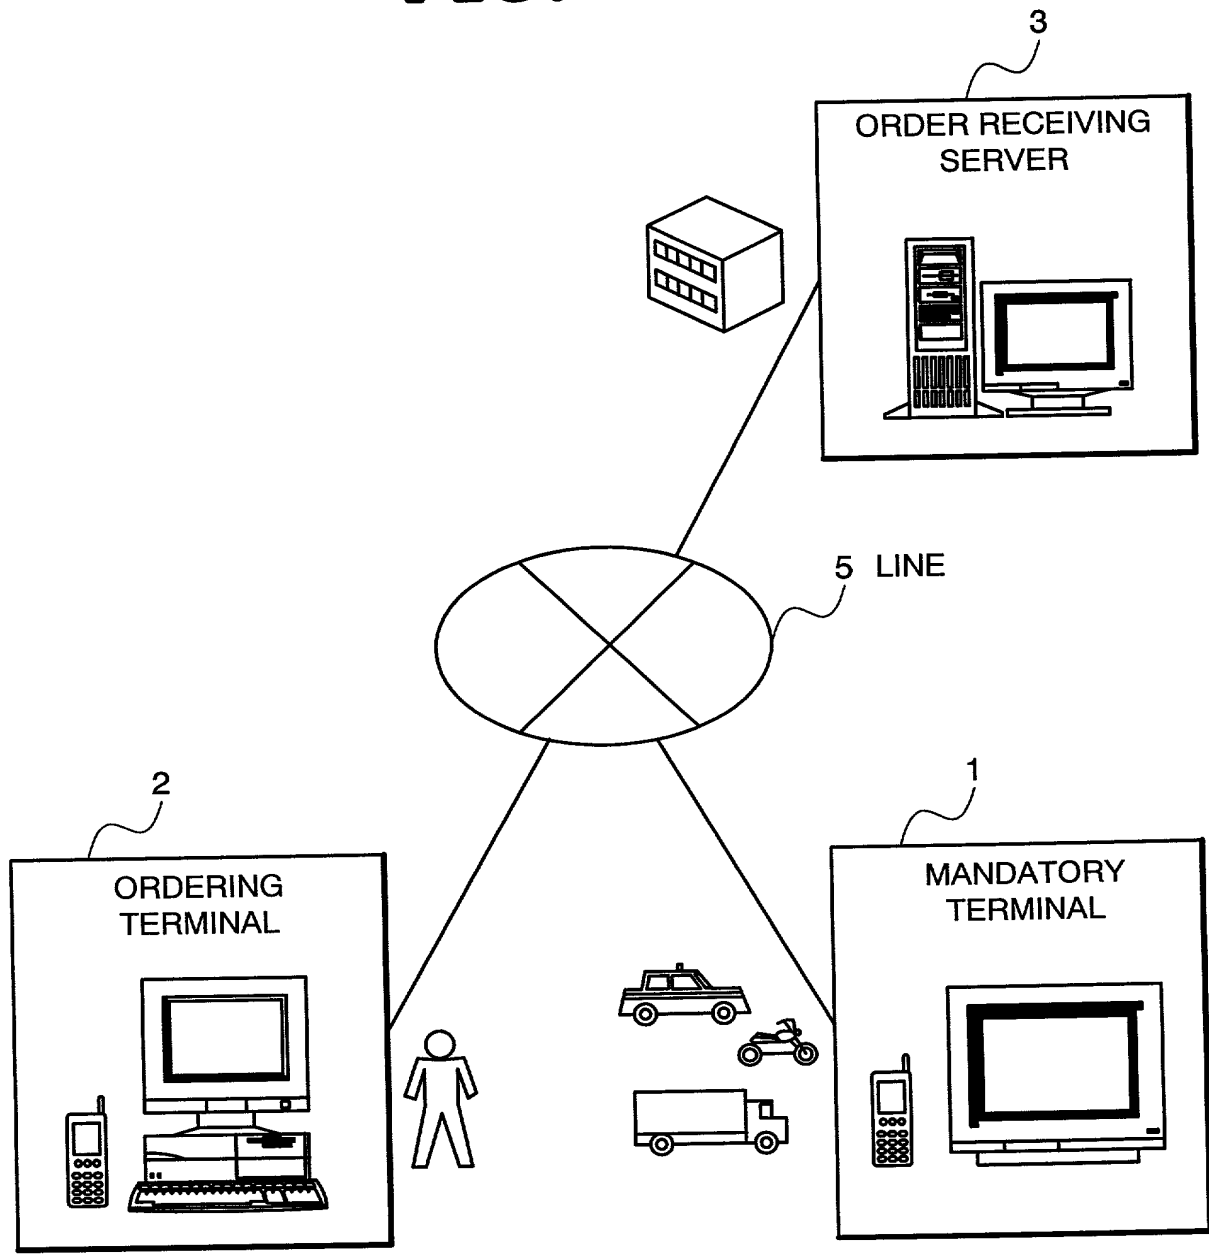 3
ORDER RECEIVING
SERVER
5 LINE
2
ORDERING
TERMINAL
1
MANDATORY
TERMINAL